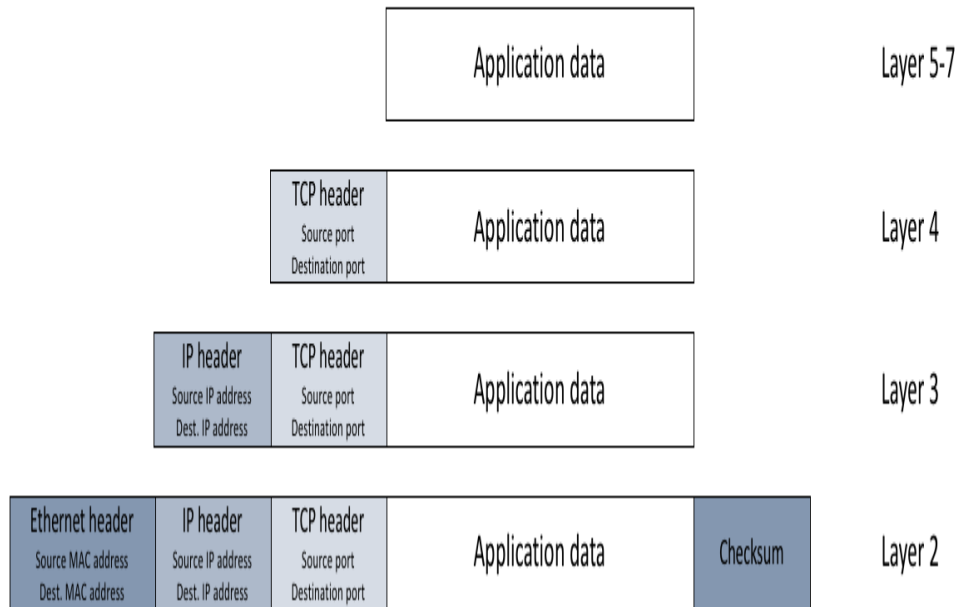 Application data
Layer 5-7
TCP header
Source port
Destination port
Application data
Layer 4
IP header
Source IP address
Dest. IP address
TCP header
Source port
Destination port
Application data
Layer 3
Ethernet header
Source MAC address
Dest. MAC address
IP header
Source IP address
Dest. IP address
TCP header
Source port
Destination port
Application data
Checksum
Layer 2